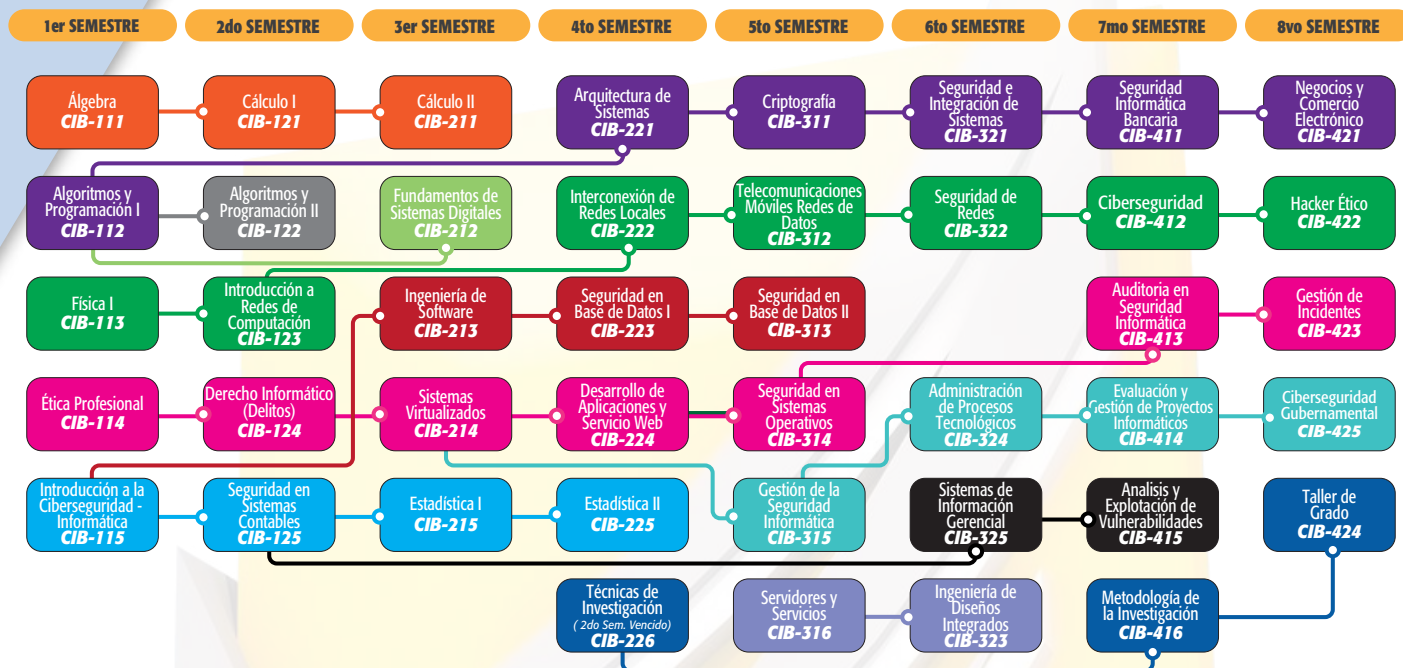 1er SEMESTRE
2do SEMESTRE
3er SEMESTRE
4to SEMESTRE
5to SEMESTRE
6to SEMESTRE
7mo SEMESTRE
8vo SEMESTRE
Álgebra
CIB-111
Cálculo I
CIB-121
Cálculo II
CIB-211
Arquitectura de
Sistemas
CIB-221
Criptografía
CIB-311
Seguridad e
Integración de
Sistemas
CIB-321
Seguridad
Informática
Bancaria
CIB-411
Negocios y
Comercio
Electrónico
CIB-421
Algoritmos y
Programación I
CIB-112
Algoritmos y
Programación II
CIB-122
Fundamentos de
Sistemas Digitales
CIB-212
Interconexión de
Redes Locales
CIB-222
Telecomunicaciones
Móviles Redes de
Datos
CIB-312
Seguridad de
Redes
CIB-322
Ciberseguridad
CIB-412
Hacker Ético
CIB-422
Física I
CIB-113
Introducción a
Redes de
Computación
CIB-123
Ingeniería de
Software
CIB-213
Seguridad en
Base de Datos I
CIB-223
Seguridad en
Base de Datos II
CIB-313
Auditoria en
Seguridad
Informática
CIB-413
Gestión de
Incidentes
CIB-423
Ética Profesional
CIB-114
Derecho Informático
(Delitos)
CIB-124
Sistemas
Virtualizados
CIB-214
Desarrollo de
Aplicaciones y
Servicio Web
CIB-224
Seguridad en
Sistemas
Operativos
CIB-314
Administración
de Procesos
Tecnológicos
CIB-324
Evaluación y
Gestión de Proyectos
Informáticos
CIB-414
Ciberseguridad
Gubernamental
CIB-425
Introducción a la
Ciberseguridad -
Informática
CIB-115
Seguridad en
Sistemas
Contables
CIB-125
Estadística I
CIB-215
Estadística II
CIB-225
Gestión de la
Seguridad
Informática
CIB-315
Sistemas de
Información
Gerencial
CIB-325
Analisis y
Explotación de
Vulnerabilidades
CIB-415
Taller de
Grado
CIB-424
Técnicas de
Investigación
( 2do Sem. Vencido)
CIB-226
Servidores y
Servicios
CIB-316
Ingeniería de
Diseños
Integrados
CIB-323
Metodología de
la Investigación
CIB-416